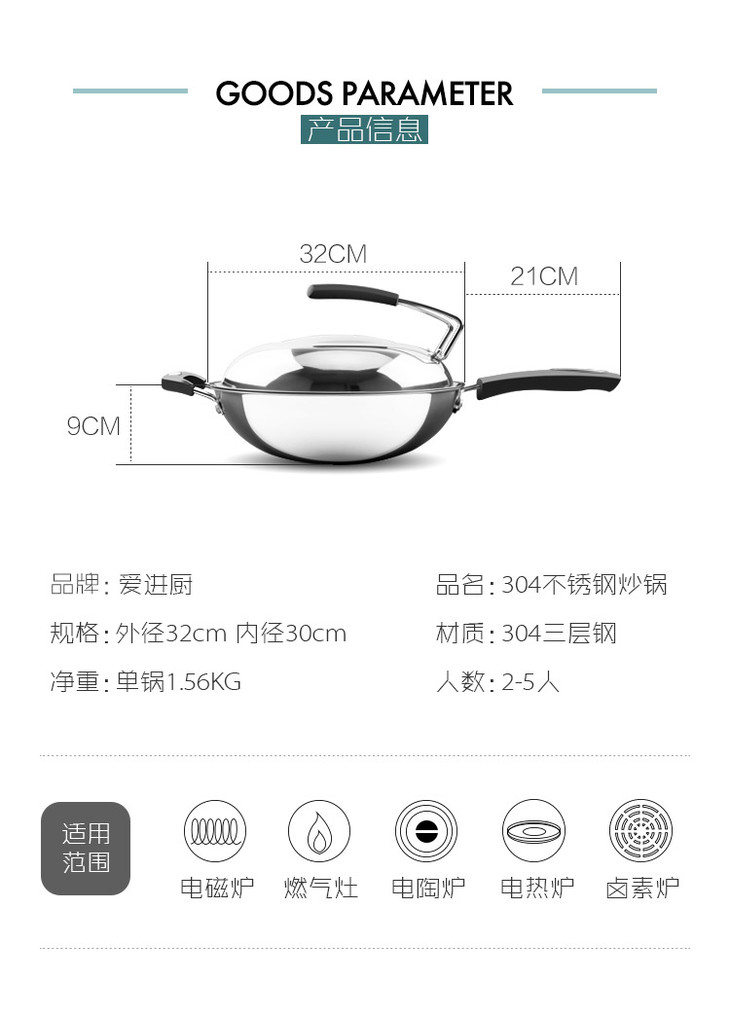 GOODS PARAMETER
产品信息
32CM
21CM
9CM
品牌: 爱进厨
品名: 304不锈钢炒锅
规格: 外径32cm 内径30cm
材质: 304三层钢
净重: 单锅1.56KG
人数: 2-5人
适用
范围
电磁炉
燃气灶
电陶炉
电热炉
卤素炉